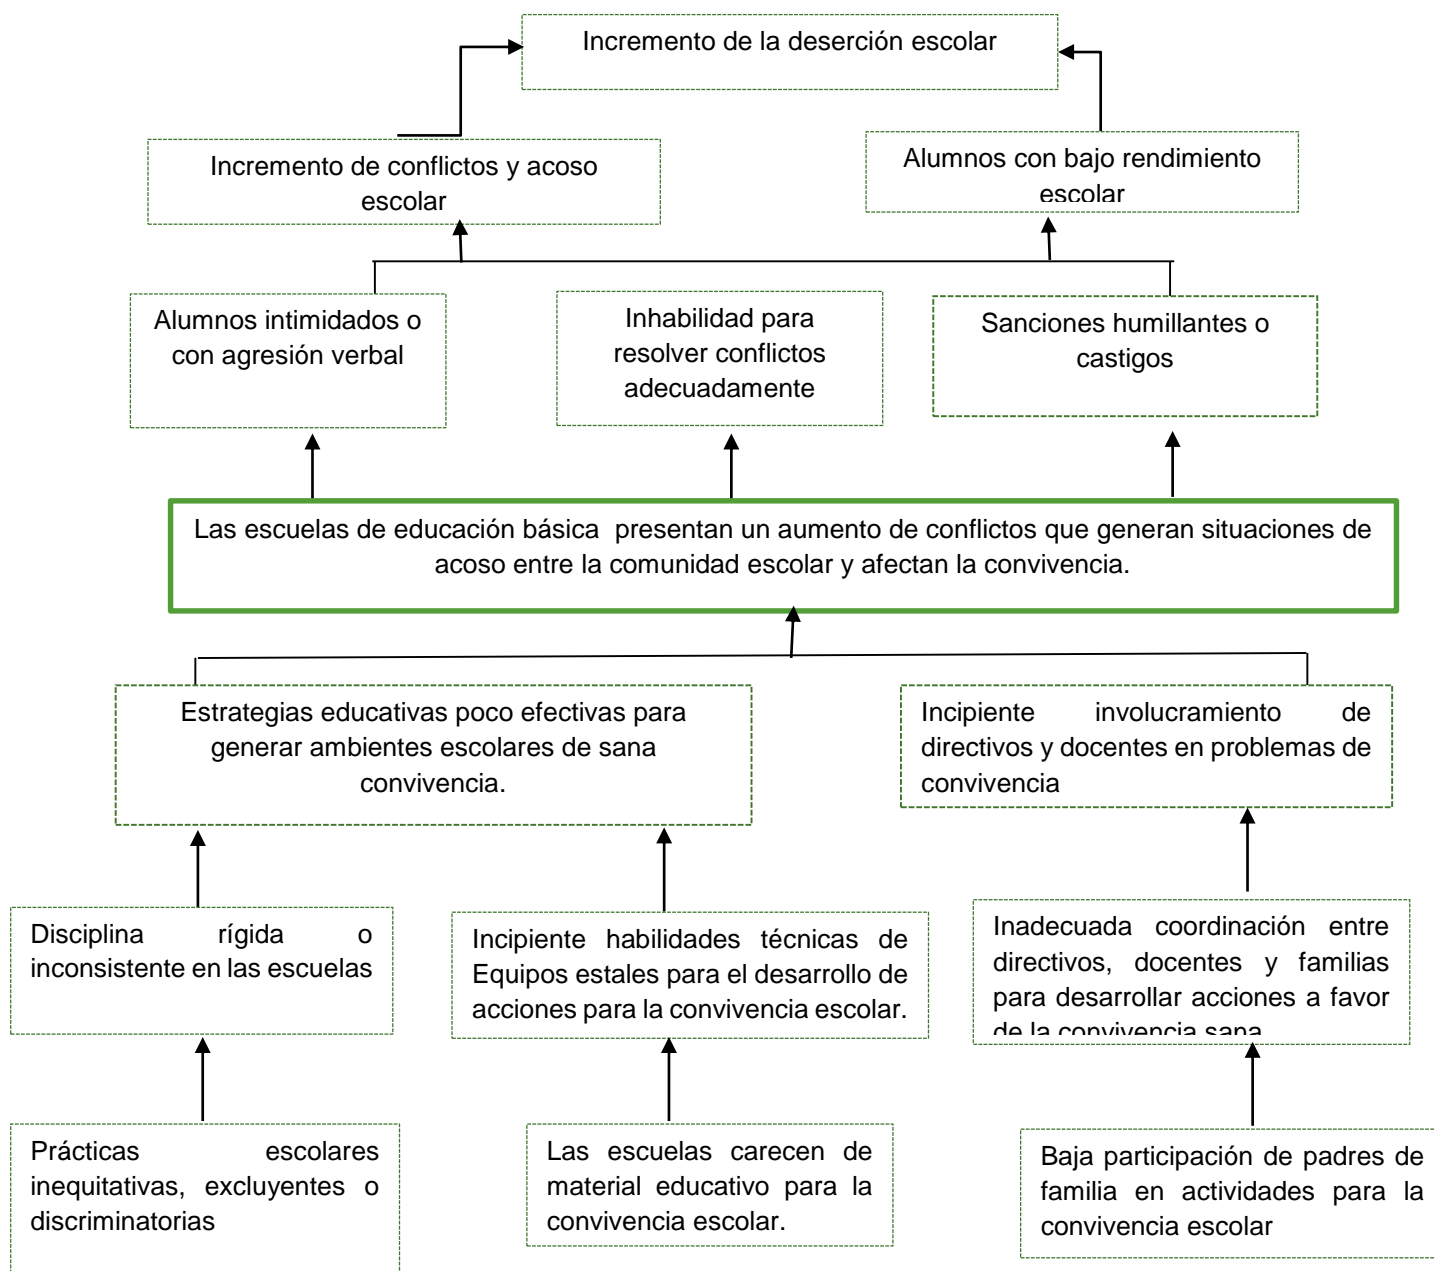 Incremento de la deserción escolar
Incremento de conflictos y acoso
escolar
Alumnos con bajo rendimiento
escolar
Alumnos intimidados o
con agresión verbal
Inhabilidad para
resolver conflictos
adecuadamente
Sanciones humillantes o
castigos
Las escuelas de educación básica  presentan un aumento de conflictos que generan situaciones de
acoso entre la comunidad escolar y afectan la convivencia.
Estrategias educativas poco efectivas para
generar ambientes escolares de sana
convivencia.
Incipiente involucramiento de
directivos y docentes en problemas de
convivencia
Disciplina rígida o
inconsistente en las escuelas
Incipiente habilidades técnicas de
Equipos estales para el desarrollo de
acciones para la convivencia escolar.
Inadecuada coordinación entre
directivos, docentes y familias
para desarrollar acciones a favor
de la convivencia sana
Prácticas escolares
inequitativas, excluyentes o
discriminatorias
Las escuelas carecen de
material educativo para la
convivencia escolar.
Baja participación de padres de
familia en actividades para la
convivencia escolar